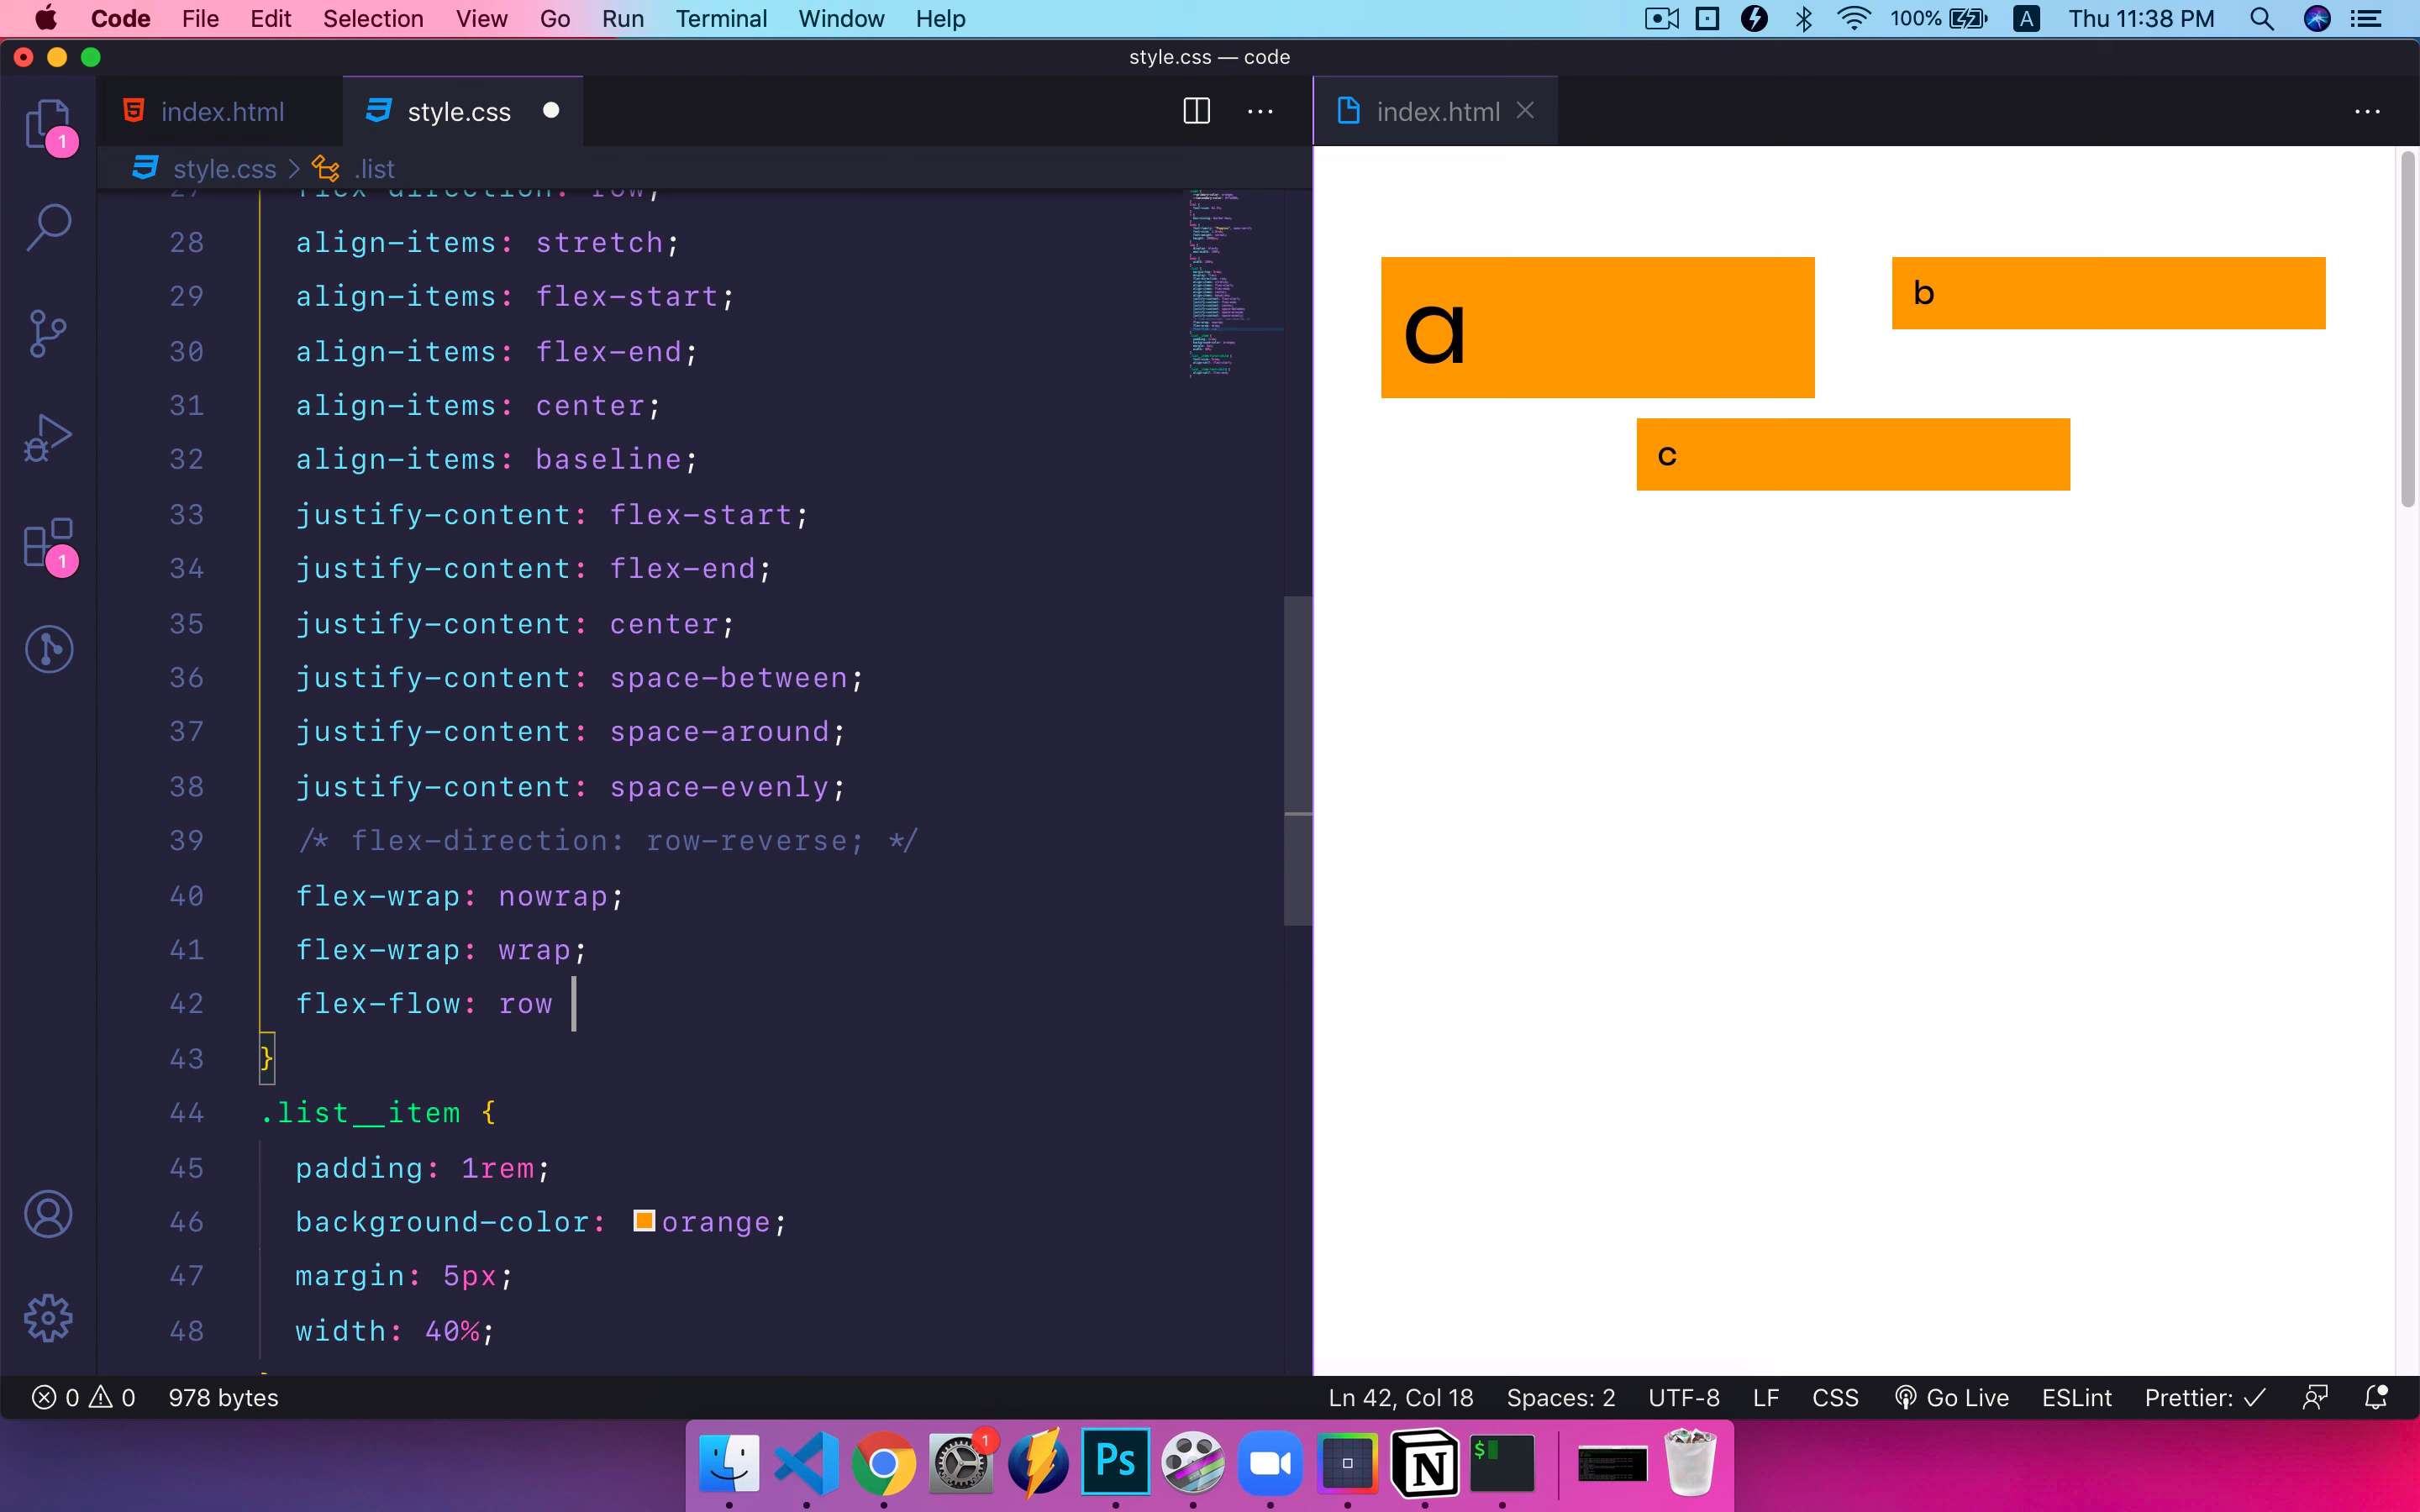 Code File Edit Selection View Go Run Terminal Window Help 100% A Thu 11:38 PM
style.css — code
index.html style.css index.html
style.css > .list
27 flex-direction: row;
28 align-items: stretch;
29 align-items: flex-start;
30 align-items: flex-end;
31 align-items: center;
32 align-items: baseline;
33 justify-content: flex-start;
34 justify-content: flex-end;
35 justify-content: center;
36 justify-content: space-between;
37 justify-content: space-around;
38 justify-content: space-evenly;
39 /* flex-direction: row-reverse; */
40 flex-wrap: nowrap;
41 flex-wrap: wrap;
42 flex-flow: row
43 }
44 .list__item {
45 padding: 1rem;
46 background-color: orange;
47 margin: 5px;
48 width: 40%;
1
1
a
b
c
0 0 978 bytes Ln 42, Col 18 Spaces: 2 UTF-8 LF CSS Go Live ESLint Prettier: ✓
1 Ps N $